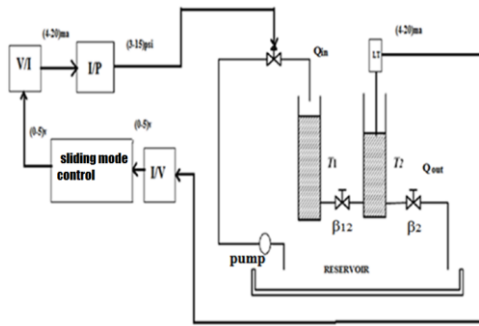 (4-20)ma
(3-15)psi
(4-20)ma
V/I
I/P
Qin
LT
(0-5)v
(0-5)v
sliding mode
control
I/V
T1
T2
Qout
β12
β2
pump
RESERVOIR